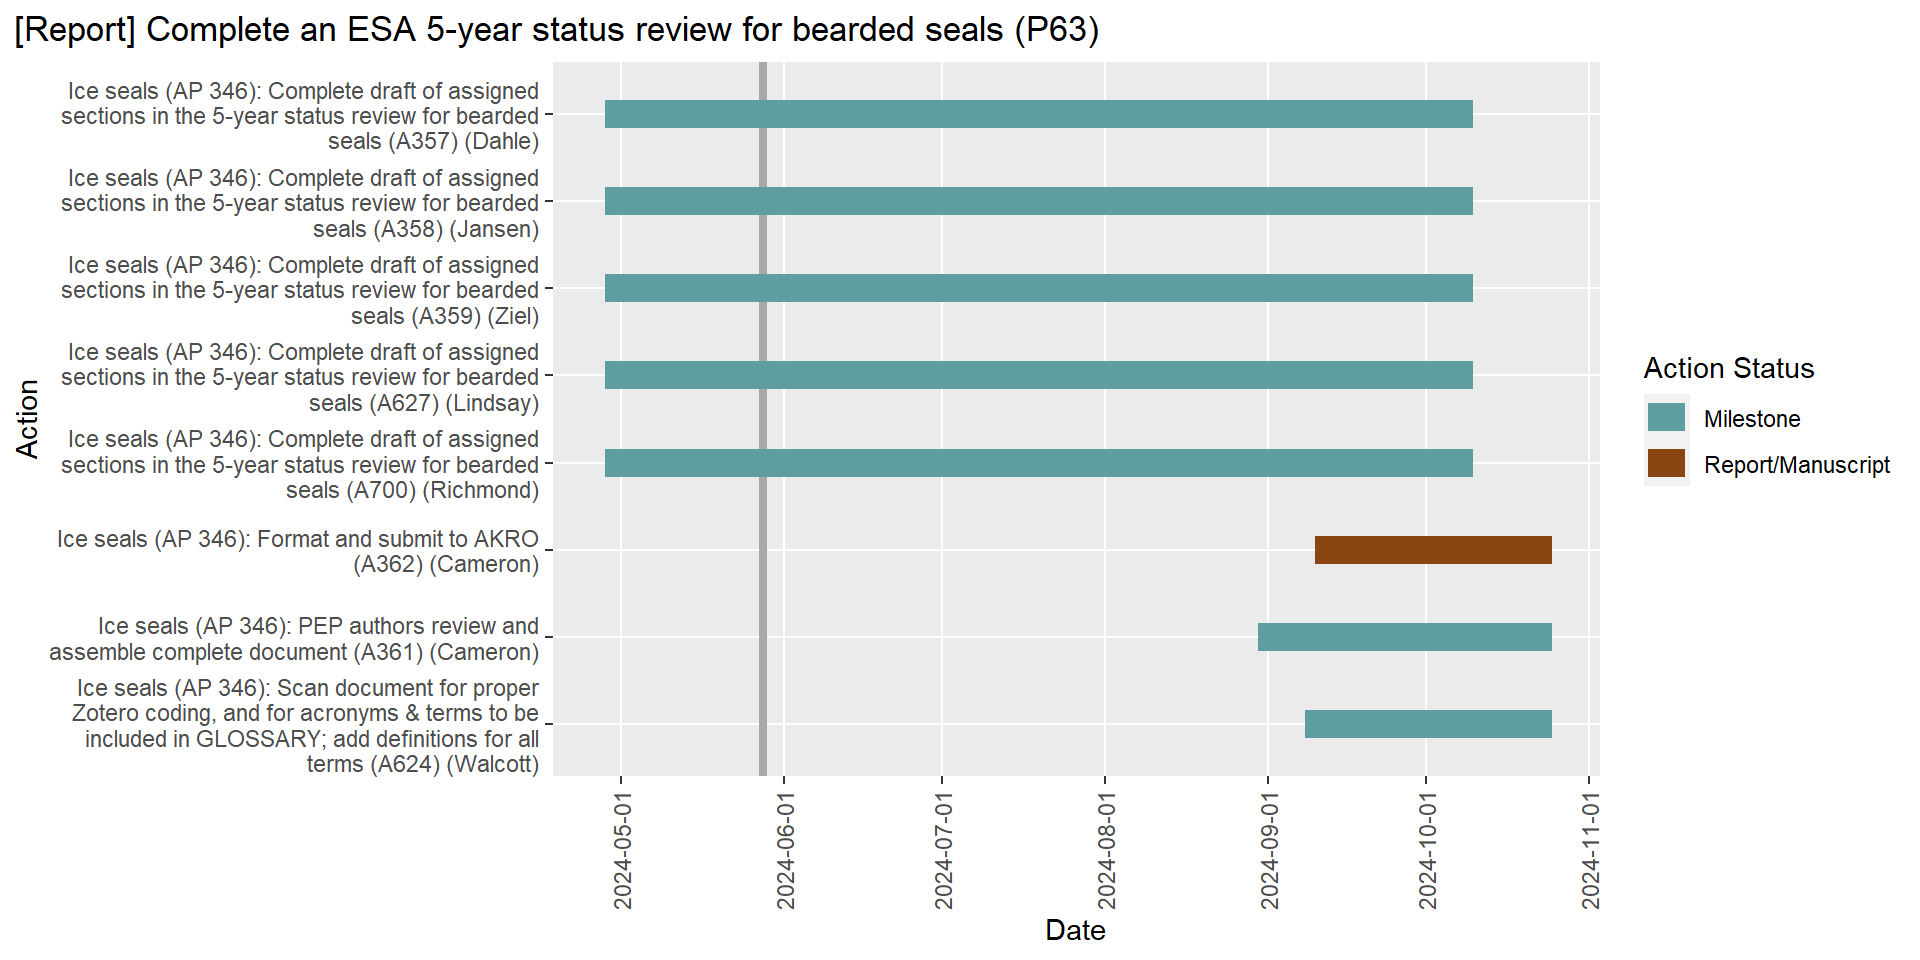 [Report] Complete an ESA 5-year status review for bearded seals (P63)
Ice seals (AP 346): Complete draft of assigned
sections in the 5-year status review for bearded
seals (A357) (Dahle)
Ice seals (AP 346): Complete draft of assigned
sections in the 5-year status review for bearded
seals (A358) (Jansen)
Ice seals (AP 346): Complete draft of assigned
sections in the 5-year status review for bearded
seals (A359) (Ziel)
Ice seals (AP 346): Complete draft of assigned
sections in the 5-year status review for bearded
seals (A627) (Lindsay)
Ice seals (AP 346): Complete draft of assigned
sections in the 5-year status review for bearded
seals (A700) (Richmond)
Ice seals (AP 346): Format and submit to AKRO
(A362) (Cameron)
Ice seals (AP 346): PEP authors review and
assemble complete document (A361) (Cameron)
Ice seals (AP 346): Scan document for proper
Zotero coding, and for acronyms & terms to be
included in GLOSSARY; add definitions for all
terms (A624) (Walcott)
Action
2024-05-01
2024-06-01
2024-07-01
2024-08-01
2024-09-01
2024-10-01
2024-11-01
Date
Action Status
Milestone
Report/Manuscript